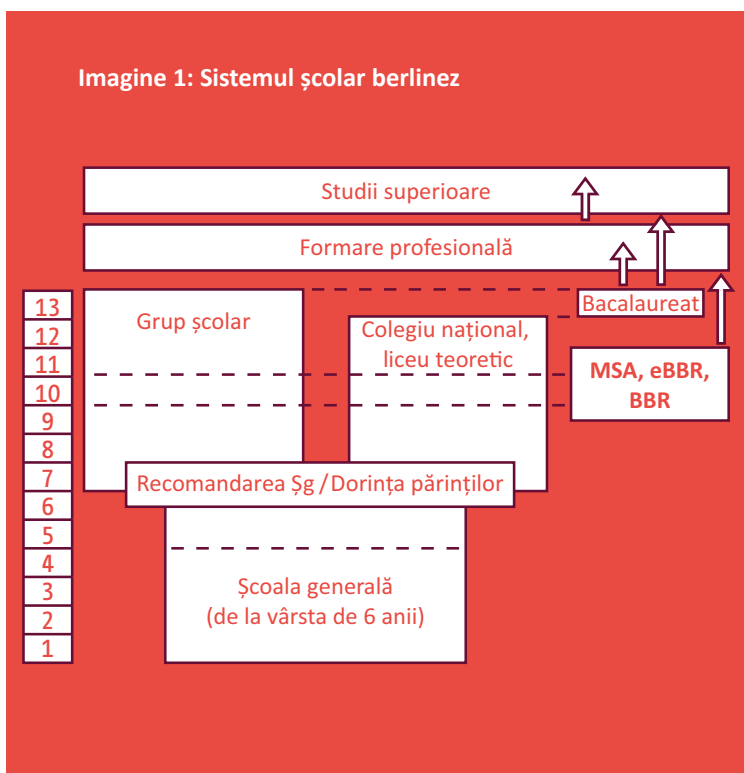 Imagine 1: Sistemul școlar berlinez
Studii superioare
Formare profesională
13
12
11
10
9
8
7
6
5
4
3
2
1
Grup școlar
Colegiu național,
liceu teoretic
Bacalaureat
MSA, eBBR,
BBR
Recomandarea Șg / Dorința părinților
Școala generală
(de la vârsta de 6 anii)